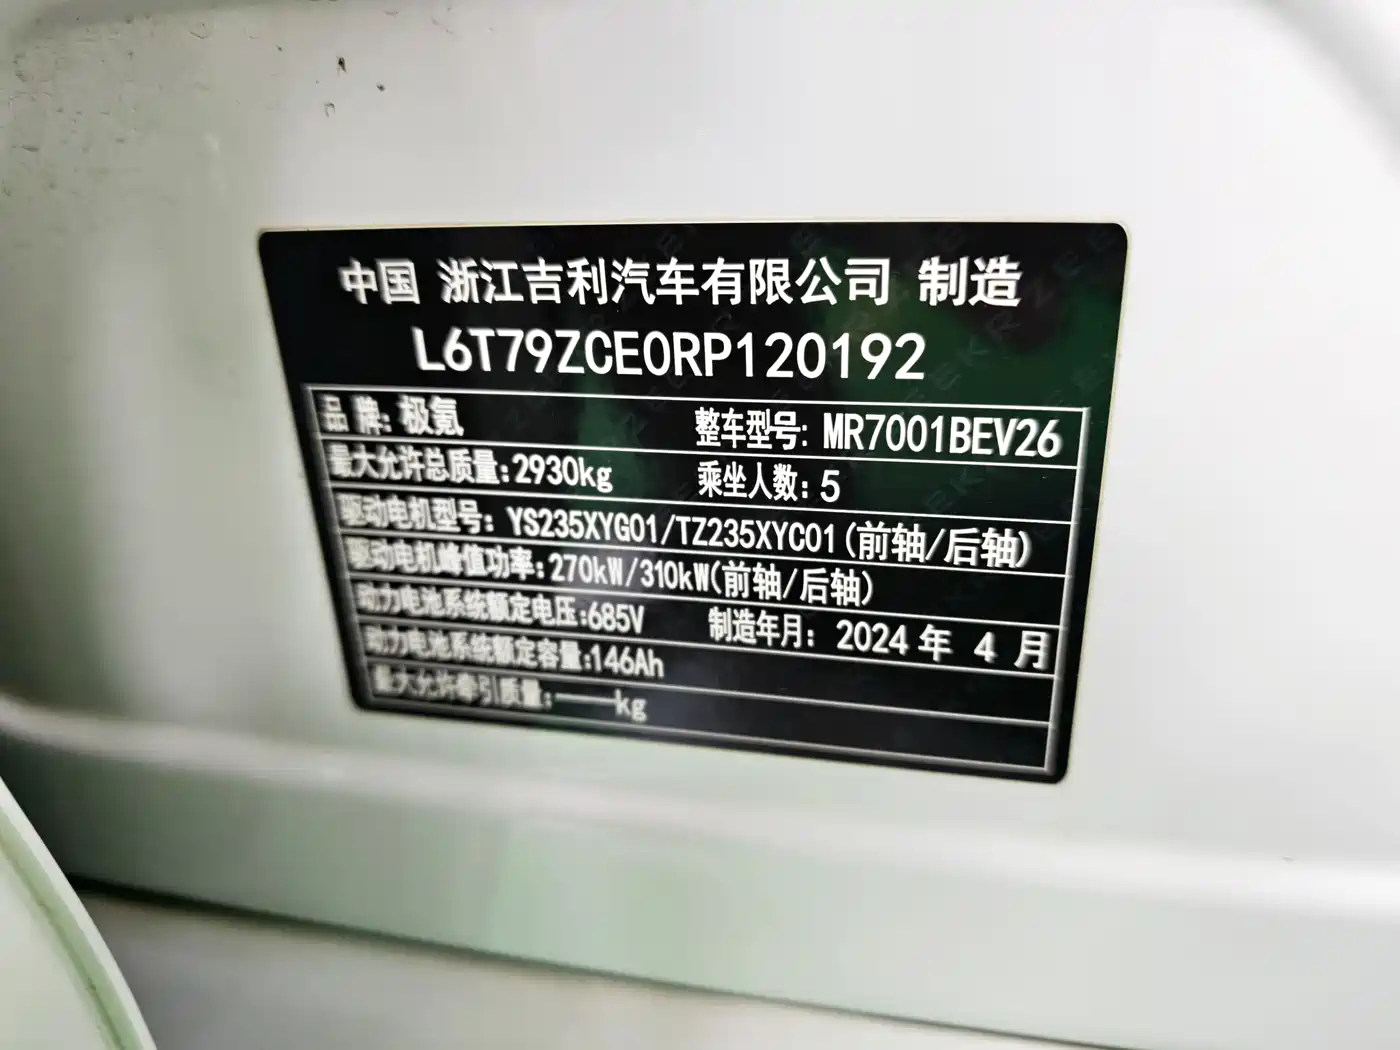 中国 浙江吉利汽车有限公司 制造
L6T79ZCE0RP120192
品 牌: 极氪 整车型号: MR7001BEV26
最大允许总质量:2930kg 乘坐人数: 5
驱动电机型号: YS235XYG01/TZ235XYC01(前轴/后轴)
驱动电机峰值功率:270kW/310kW(前轴/后轴)
动力电池系统额定电压:685V 制造年月: 2024 年 4 月
动力电池系统额定容量:146Ah
最大允许牵引质量:——kg